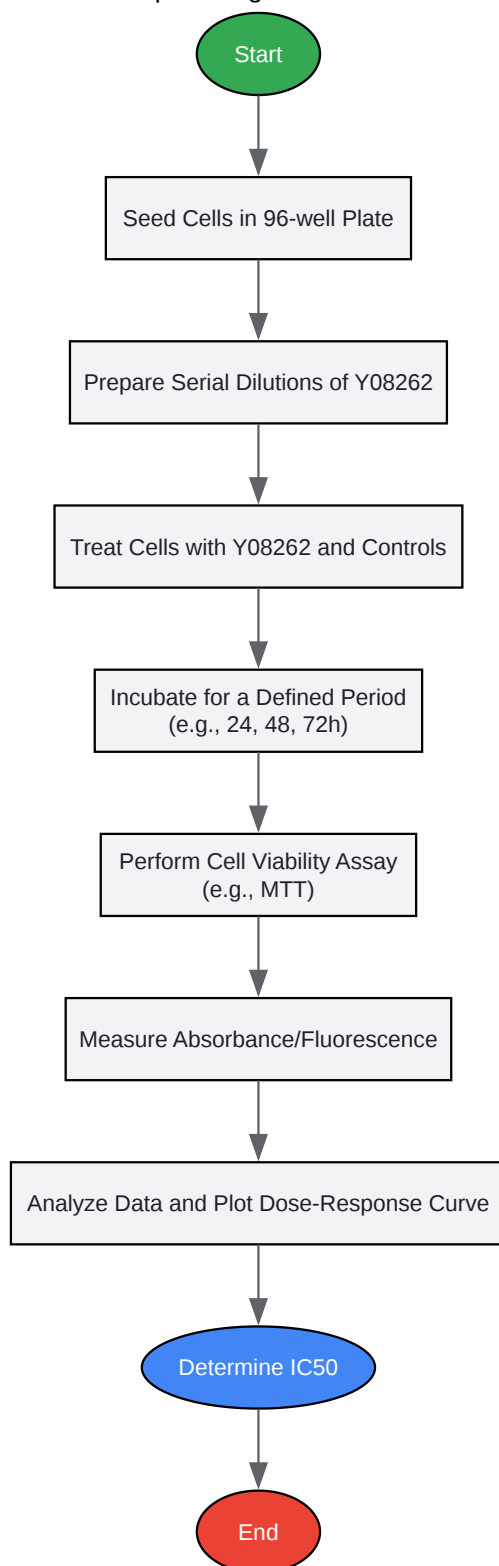 Start
Seed Cells in 96-well Plate
Prepare Serial Dilutions of Y08262
Treat Cells with Y08262 and Controls
Incubate for a Defined Period
(e.g., 24, 48, 72h)
Perform Cell Viability Assay
(e.g., MTT)
Measure Absorbance/Fluorescence
Analyze Data and Plot Dose-Response Curve
Determine IC50
End